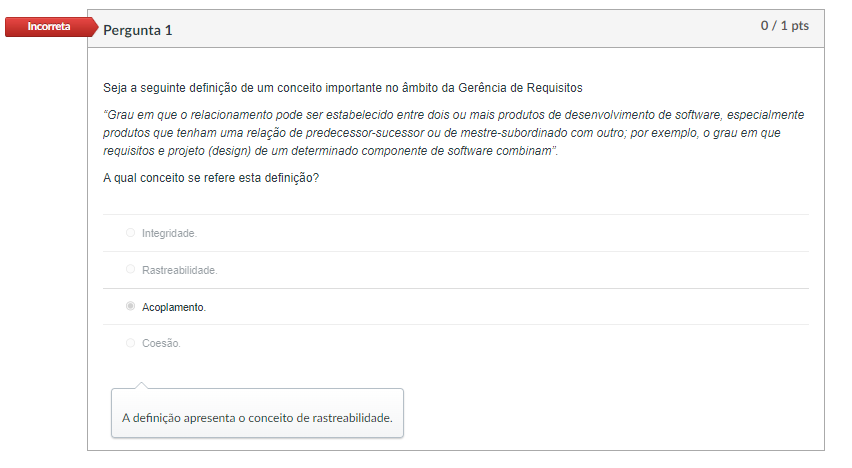 Incorreta
Pergunta 1
0 / 1 pts
Seja a seguinte definição de um conceito importante no âmbito da Gerência de Requisitos
"Grau em que o relacionamento pode ser estabelecido entre dois ou mais produtos de desenvolvimento de software, especialmente
produtos que tenham uma relação de predecessor-sucessor ou de mestre-subordinado com outro; por exemplo, o grau em que
requisitos e projeto (design) de um determinado componente de software combinam".
A qual conceito se refere esta definição?
Integridade.
Rastreabilidade.
Acoplamento.
Coesão.
A definição apresenta o conceito de rastreabilidade.